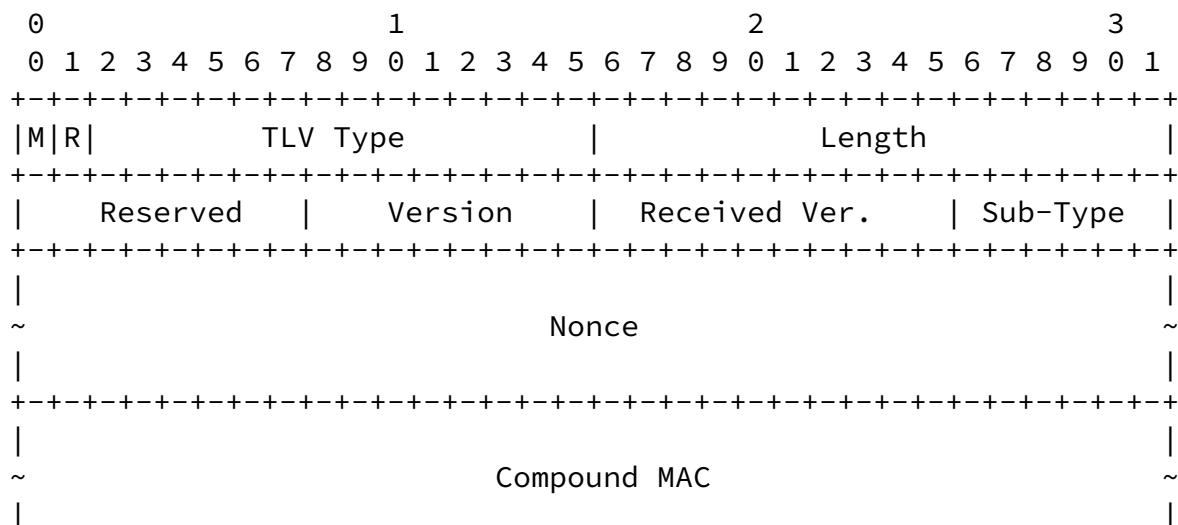 0                   1                   2                   3
 0 1 2 3 4 5 6 7 8 9 0 1 2 3 4 5 6 7 8 9 0 1 2 3 4 5 6 7 8 9 0 1
+-+-+-+-+-+-+-+-+-+-+-+-+-+-+-+-+-+-+-+-+-+-+-+-+-+-+-+-+-+-+-+-+
|M|R|         TLV Type          |            Length             |
+-+-+-+-+-+-+-+-+-+-+-+-+-+-+-+-+-+-+-+-+-+-+-+-+-+-+-+-+-+-+-+-+
|    Reserved   |    Version    |  Received Ver.    | Sub-Type  |
+-+-+-+-+-+-+-+-+-+-+-+-+-+-+-+-+-+-+-+-+-+-+-+-+-+-+-+-+-+-+-+-+
|                                                               |
~                             Nonce                             ~
|                                                               |
+-+-+-+-+-+-+-+-+-+-+-+-+-+-+-+-+-+-+-+-+-+-+-+-+-+-+-+-+-+-+-+-+
|                                                               |
~                          Compound MAC                         ~
|                                                               |